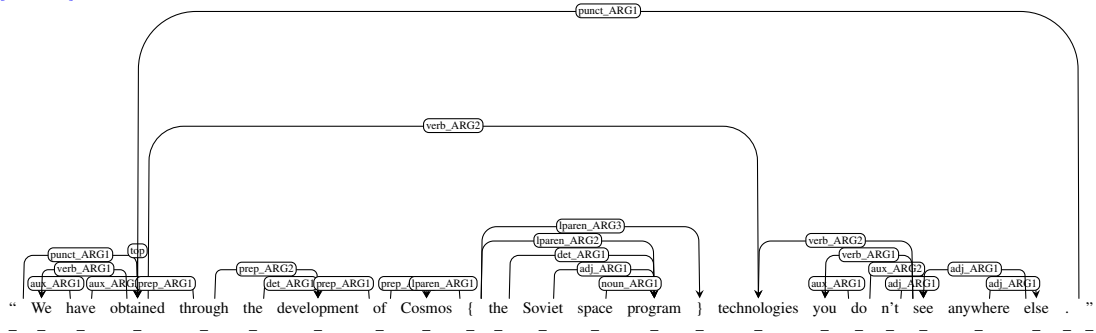 punct_ARG1
verb_ARG2
lparen_ARG3
punct_ARG1 top lparen_ARG2 verb_ARG2
verb_ARG1 prep_ARG2 det_ARG1 adj_ARG1 verb_ARG1 aux_ARG2 adj_ARG1
aux_ARG1 prep_ARG1 det_ARG1 prep_ARG1 lparen_ARG1 noun_ARG1 aux_ARG1 adj_ARG1 adj_ARG1
“ We have obtained through the development of Cosmos { the Soviet space program } technologies you do n't see anywhere else . ”